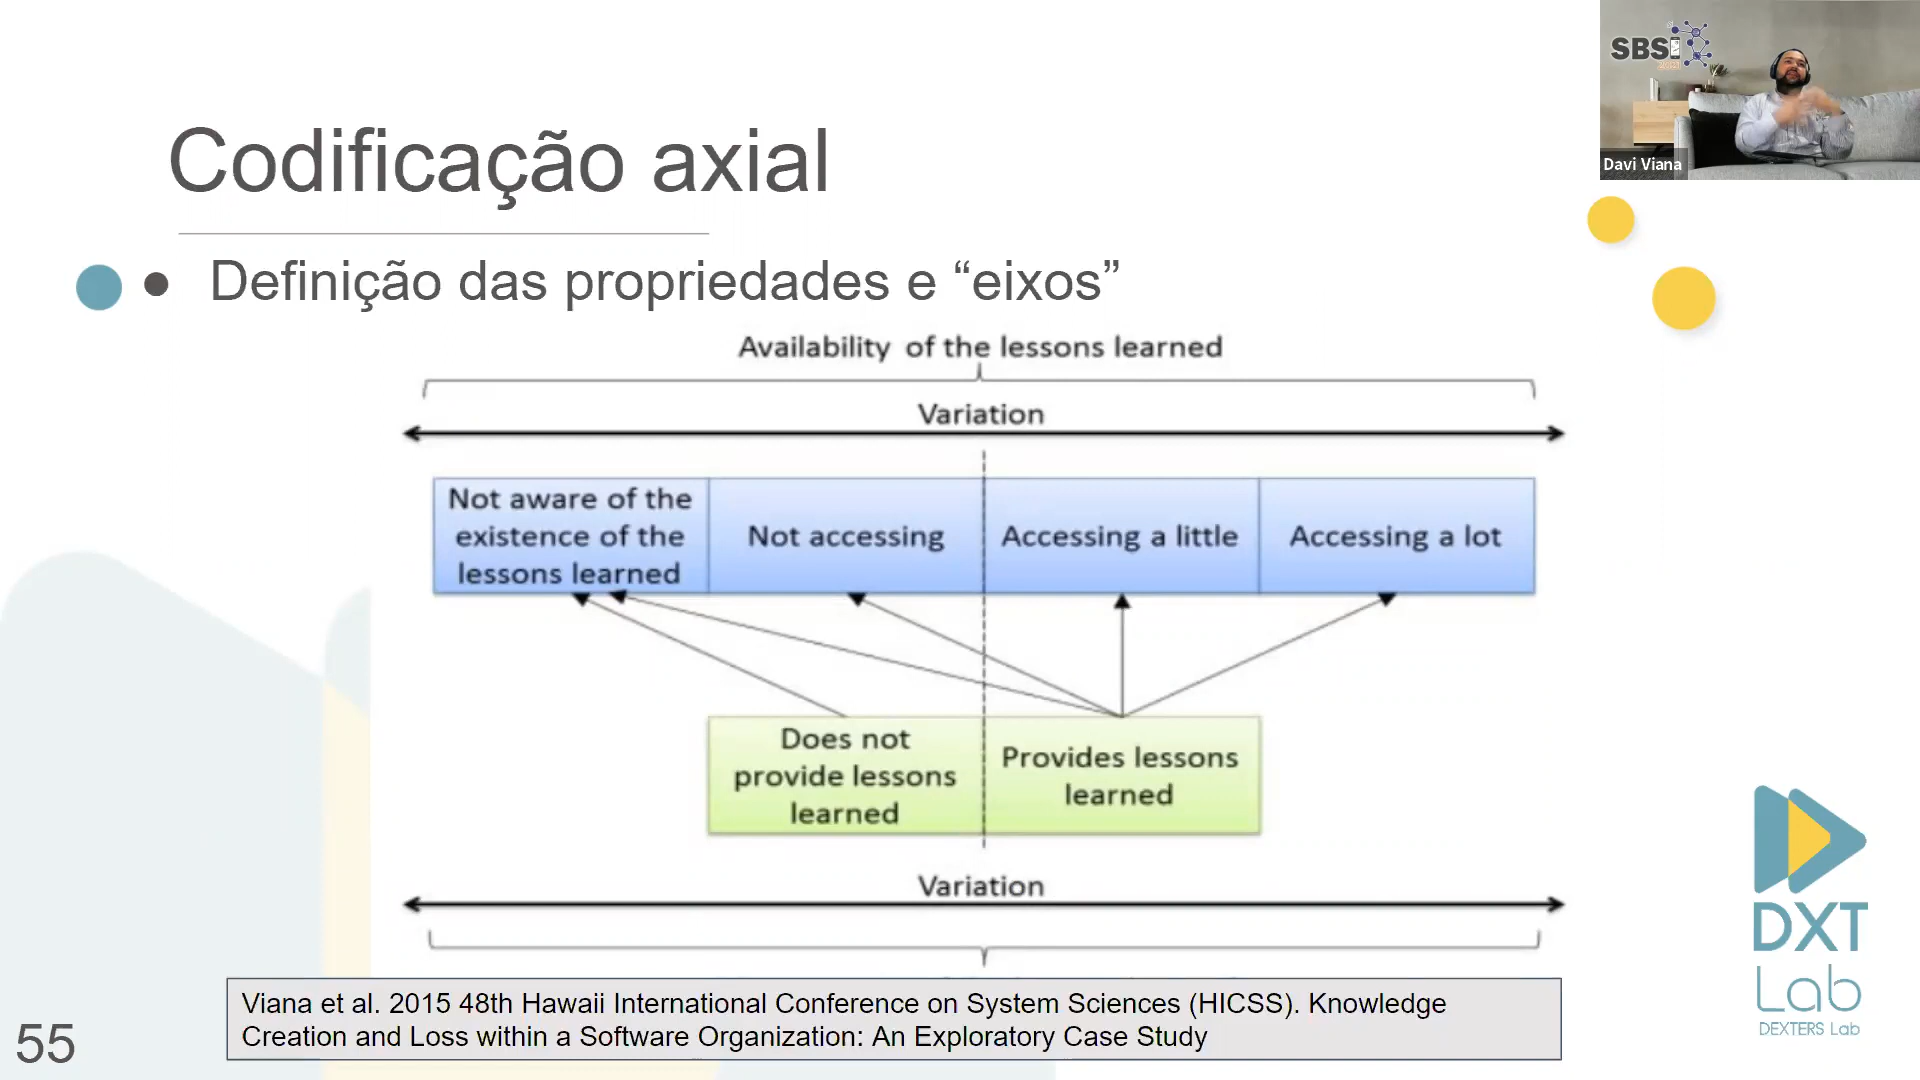 SBSI
Davi Viana
Codificação axial
● Definição das propriedades e “eixos”
Availability of the lessons learned
Variation
Not aware of the
existence of the
lessons learned
Not accessing
Accessing a little
Accessing a lot
Does not
provide lessons
learned
Provides lessons
learned
Variation
Viana et al. 2015 48th Hawaii International Conference on System Sciences (HICSS). Knowledge
Creation and Loss within a Software Organization: An Exploratory Case Study
55
DXT
Lab
DEXTERS Lab